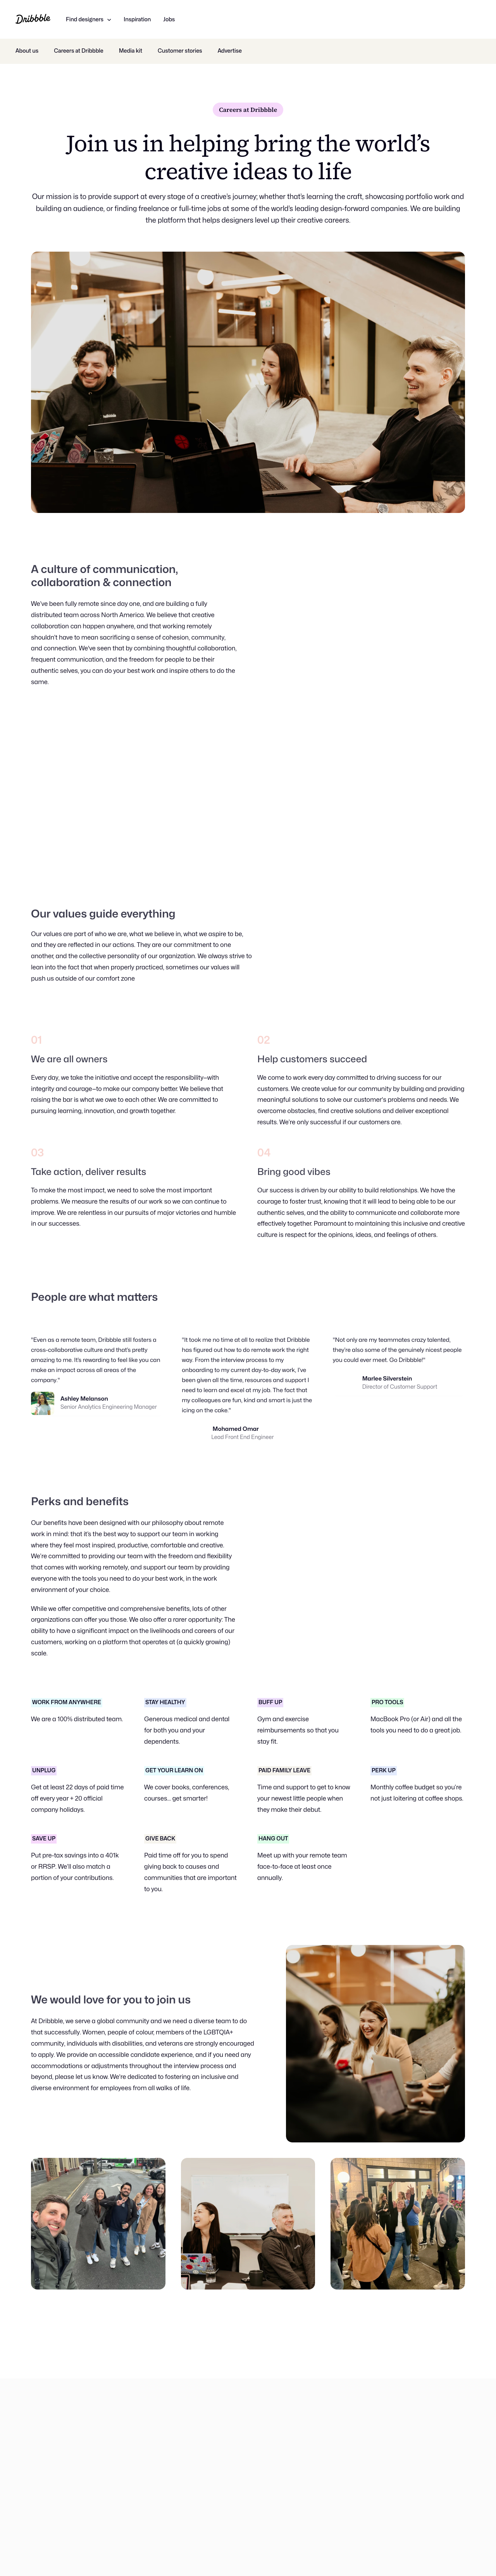 Dribbble
Find designers
Inspiration
Jobs
About us
Careers at Dribbble
Media kit
Customer stories
Advertise
Careers at Dribbble
Join us in helping bring the world's
creative ideas to life
Our mission is to provide support at every stage of a creative's journey; whether that's learning the craft, showcasing portfolio work and
building an audience, or finding freelance or full-time jobs at some of the world's leading design-forward companies. We are building
the platform that helps designers level up their creative careers.
A culture of communication,
collaboration & connection
We've been fully remote since day one, and are building a fully
distributed team across North America. We believe that creative
collaboration can happen anywhere, and that working remotely
shouldn't have to mean sacrificing a sense of cohesion, community,
and connection. We've seen that by combining thoughtful collaboration,
frequent communication, and the freedom for people to be their
authentic selves, you can do your best work and inspire others to do the
same.
Our values guide everything
Our values are part of who we are, what we believe in, what we aspire to be,
and they are reflected in our actions. They are our commitment to one
another, and the collective personality of our organization. We always strive to
lean into the fact that when properly practiced, sometimes our values will
push us outside of our comfort zone
01
We are all owners
Every day, we take the initiative and accept the responsibility—with
integrity and courage—to make our company better. We believe that
raising the bar is what we owe to each other. We are committed to
pursuing learning, innovation, and growth together.
02
Help customers succeed
We come to work every day committed to driving success for our
customers. We create value for our community by building and providing
meaningful solutions to solve our customer's problems and needs. We
overcome obstacles, find creative solutions and deliver exceptional
results. We're only successful if our customers are.
03
Take action, deliver results
To make the most impact, we need to solve the most important
problems. We measure the results of our work so we can continue to
improve. We are relentless in our pursuits of major victories and humble
in our successes.
04
Bring good vibes
Our success is driven by our ability to build relationships. We have the
courage to foster trust, knowing that it will lead to being able to be our
authentic selves, and the ability to communicate and collaborate more
effectively together. Paramount to maintaining this inclusive and creative
culture is respect for the opinions, ideas, and feelings of others.
People are what matters
"Even as a remote team, Dribbble still fosters a
cross-collaborative culture and that's pretty
amazing to me. It's rewarding to feel like you can
make an impact across all areas of the
company."
Ashley Melanson
Senior Analytics Engineering Manager
"It took me no time at all to realize that Dribbble
has figured out how to do remote work the right
way. From the interview process to my
onboarding to my current day-to-day work, I've
been given all the time, resources and support I
need to learn and excel at my job. The fact that
my colleagues are fun, kind and smart is just the
icing on the cake."
Mohamed Omar
Lead Front End Engineer
"Not only are my teammates crazy talented,
they're also some of the genuinely nicest people
you could ever meet. Go Dribbble!"
Marlee Silverstein
Director of Customer Support
Perks and benefits
Our benefits have been designed with our philosophy about remote
work in mind: that it's the best way to support our team in working
where they feel most inspired, productive, comfortable and creative.
We're committed to providing our team with the freedom and flexibility
that comes with working remotely, and support our team by providing
everyone with the tools you need to do your best work, in the work
environment of your choice.
While we offer competitive and comprehensive benefits, lots of other
organizations can offer you those. We also offer a rarer opportunity: The
ability to have a significant impact on the livelihoods and careers of our
customers, working on a platform that operates at (a quickly growing)
scale.
WORK FROM ANYWHERE
We are a 100% distributed team.
STAY HEALTHY
Generous medical and dental
for both you and your
dependents.
BUFF UP
Gym and exercise
reimbursements so that you
stay fit.
PRO TOOLS
MacBook Pro (or Air) and all the
tools you need to do a great job.
UNPLUG
Get at least 22 days of paid time
off every year + 20 official
company holidays.
GET YOUR LEARN ON
We cover books, conferences,
courses... get smarter!
PAID FAMILY LEAVE
Time and support to get to know
your newest little people when
they make their debut.
PERK UP
Monthly coffee budget so you're
not just loitering at coffee shops.
SAVE UP
Put pre-tax savings into a 401k
or RRSP. We'll also match a
portion of your contributions.
GIVE BACK
Paid time off for you to spend
giving back to causes and
communities that are important
to you.
HANG OUT
Meet up with your remote team
face-to-face at least once
annually.
We would love for you to join us
At Dribbble, we serve a global community and we need a diverse team to do
that successfully. Women, people of colour, members of the LGBTQIA+
community, individuals with disabilities, and veterans are strongly encouraged
to apply. We provide an accessible candidate experience, and if you need any
accommodations or adjustments throughout the interview process and
beyond, please let us know. We're dedicated to fostering an inclusive and
diverse environment for employees from all walks of life.